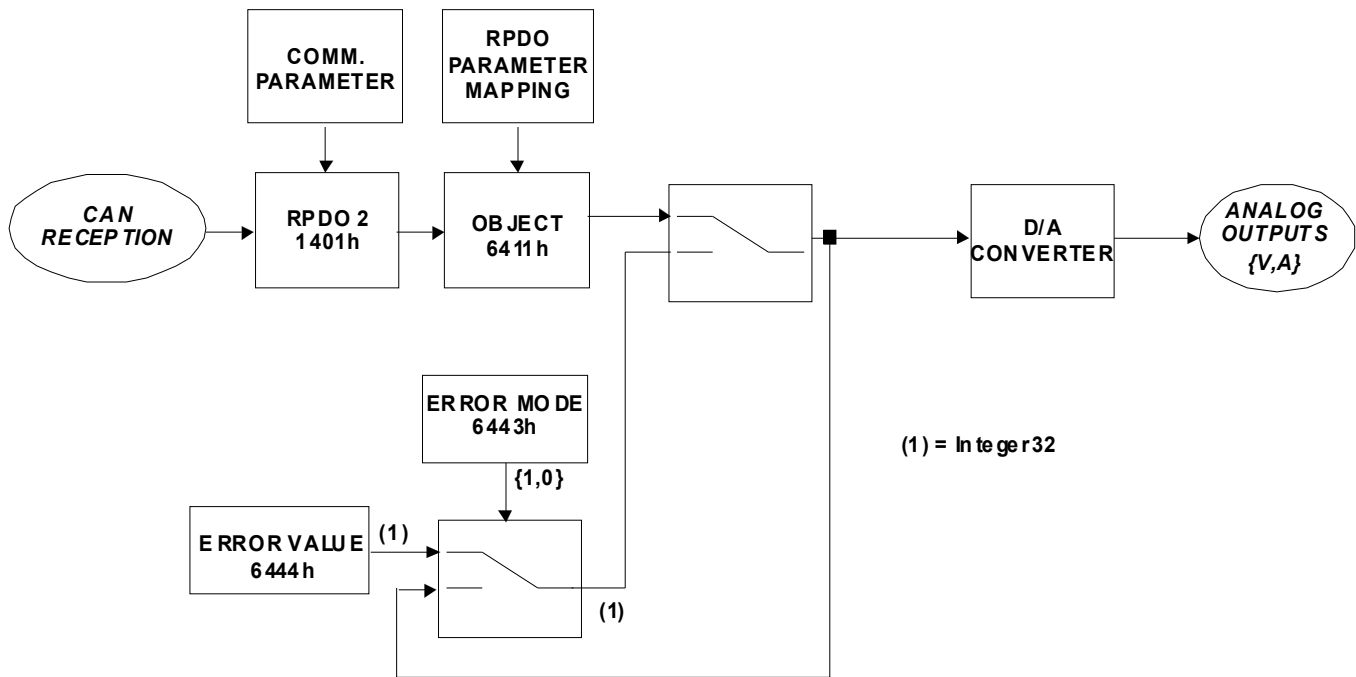 COMM.
PARAMETER
RPDO
PARAMETER
MAPPING
CAN
RECEPTION
RPDO 2
1401h
OBJECT
6411h
D/A
CONVERTER
ANALOG
OUTPUTS
{V,A}
ERROR MODE
6443h
{1,0}
(1) = Integer32
ERROR VALUE
6444h
(1)
(1)